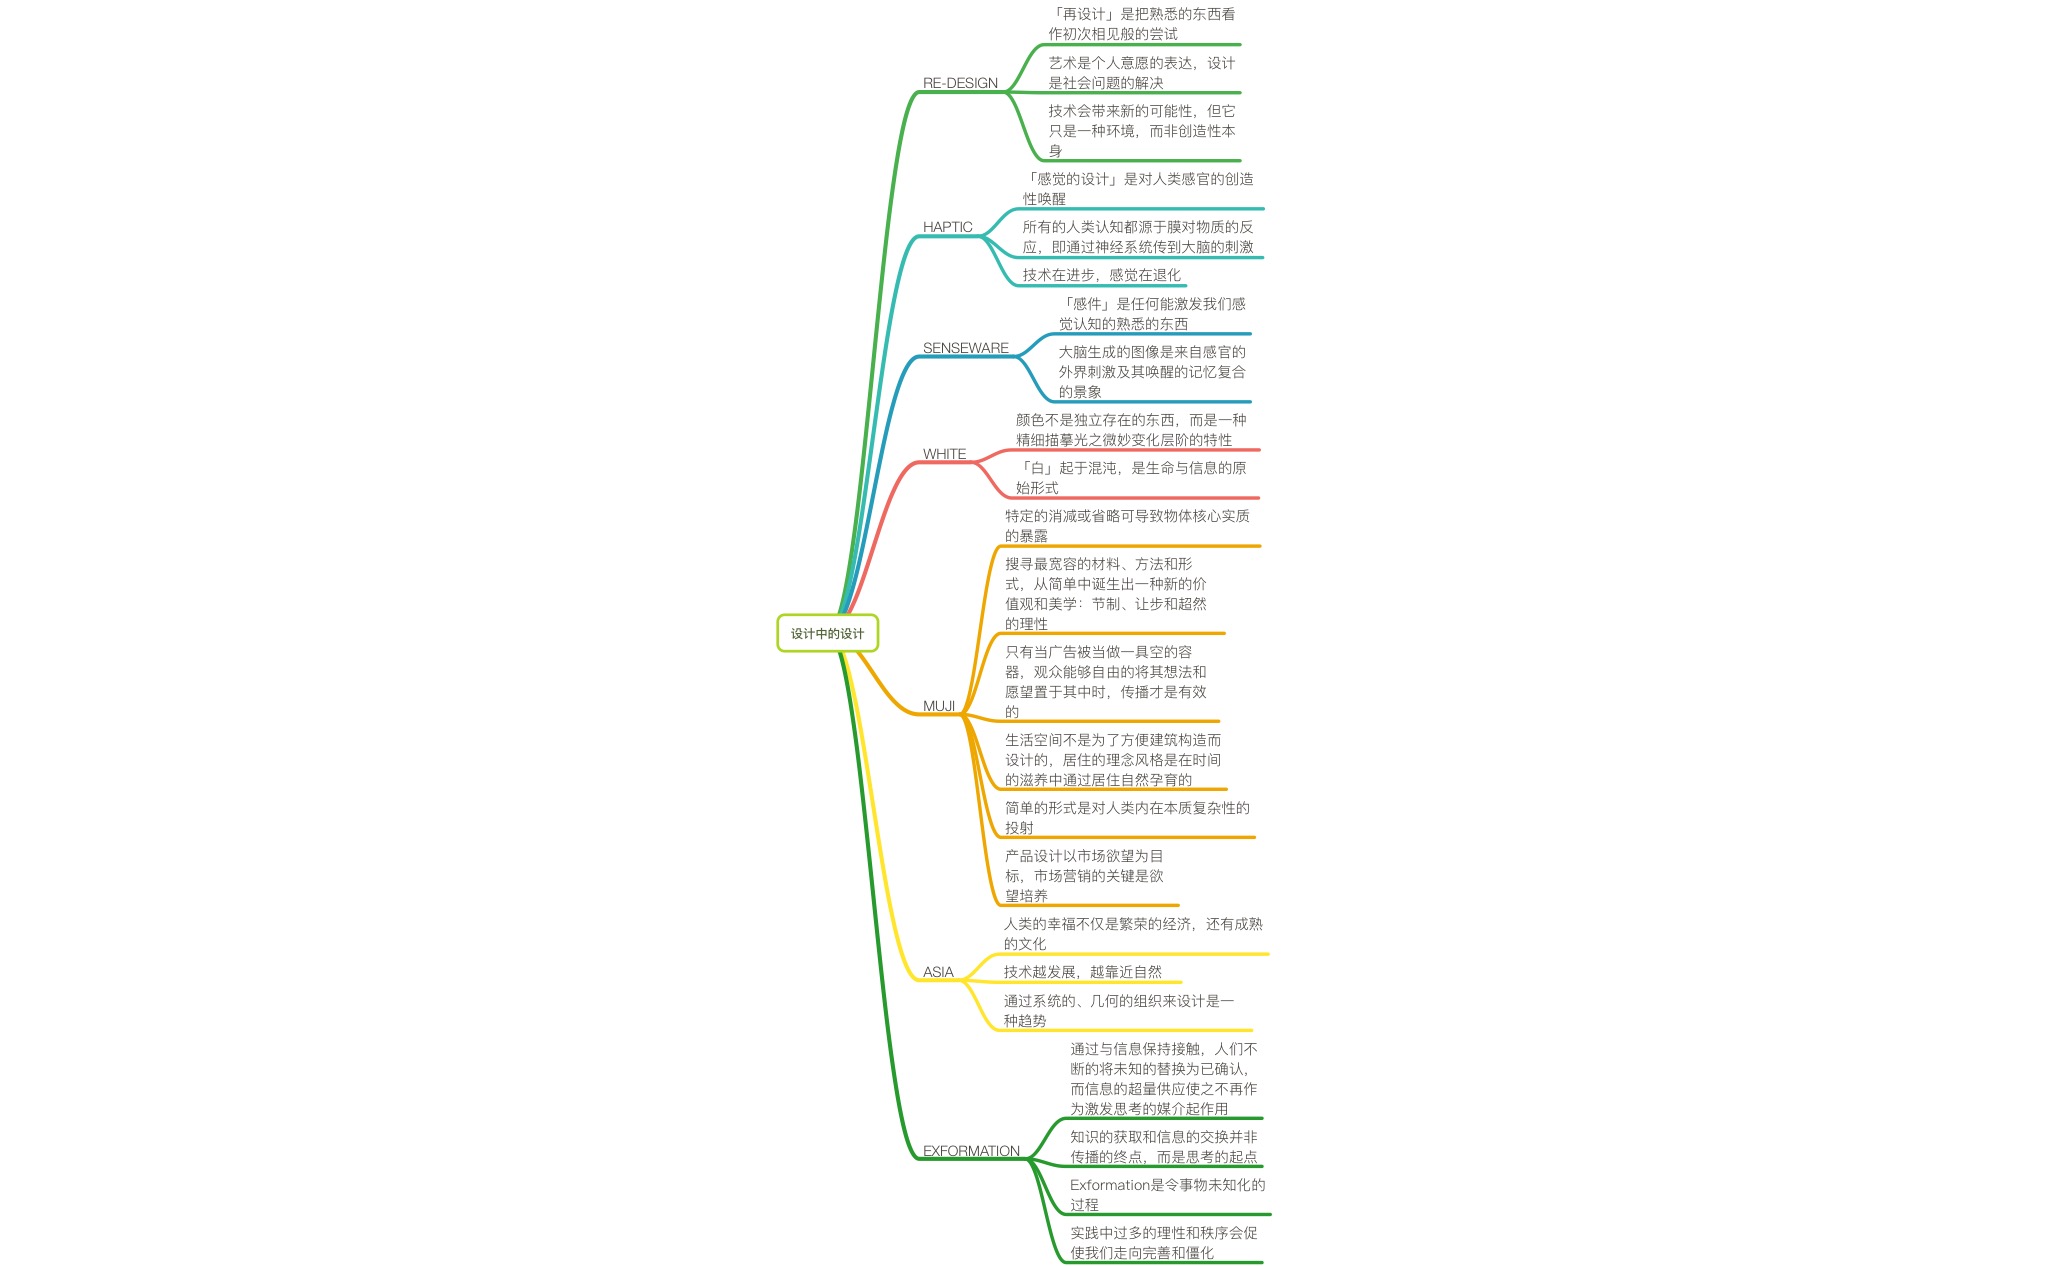 设计中的设计
RE-DESIGN
「再设计」是把熟悉的东西看
作初次相见般的尝试
艺术是个人意愿的表达，设计
是社会问题的解决
技术会带来新的可能性，但它
只是一种环境，而非创造性本
身
HAPTIC
「感觉的设计」是对人类感官的创造
性唤醒
所有的人类认知都源于膜对物质的反
应，即通过神经系统传到大脑的刺激
技术在进步，感觉在退化
SENSEWARE
「感件」是任何能激发我们感
觉认知的熟悉的东西
大脑生成的图像是来自感官的
外界刺激及其唤醒的记忆复合
的景象
WHITE
颜色不是独立存在的东西，而是一种
精细描摹光之微妙变化层阶的特性
「白」起于混沌，是生命与信息的原
始形式
MUJI
特定的消减或省略可导致物体核心实质
的暴露
搜寻最宽容的材料、方法和形
式，从简单中诞生出一种新的价
值观和美学：节制、让步和超然
的理性
只有当广告被当做一具空的容
器，观众能够自由的将其想法和
愿望置于其中时，传播才是有效
的
生活空间不是为了方便建筑构造而
设计的，居住的理念风格是在时间
的滋养中通过居住自然孕育的
简单的形式是对人类内在本质复杂性的
投射
产品设计以市场欲望为目
标，市场营销的关键是欲
望培养
ASIA
人类的幸福不仅是繁荣的经济，还有成熟
的文化
技术越发展，越靠近自然
通过系统的、几何的组织来设计是一
种趋势
EXFORMATION
通过与信息保持接触，人们不
断的将未知的替换为已确认，
而信息的超量供应使之不再作
为激发思考的媒介起作用
知识的获取和信息的交换并非
传播的终点，而是思考的起点
Exformation是令事物未知化的
过程
实践中过多的理性和秩序会促
使我们走向完善和僵化